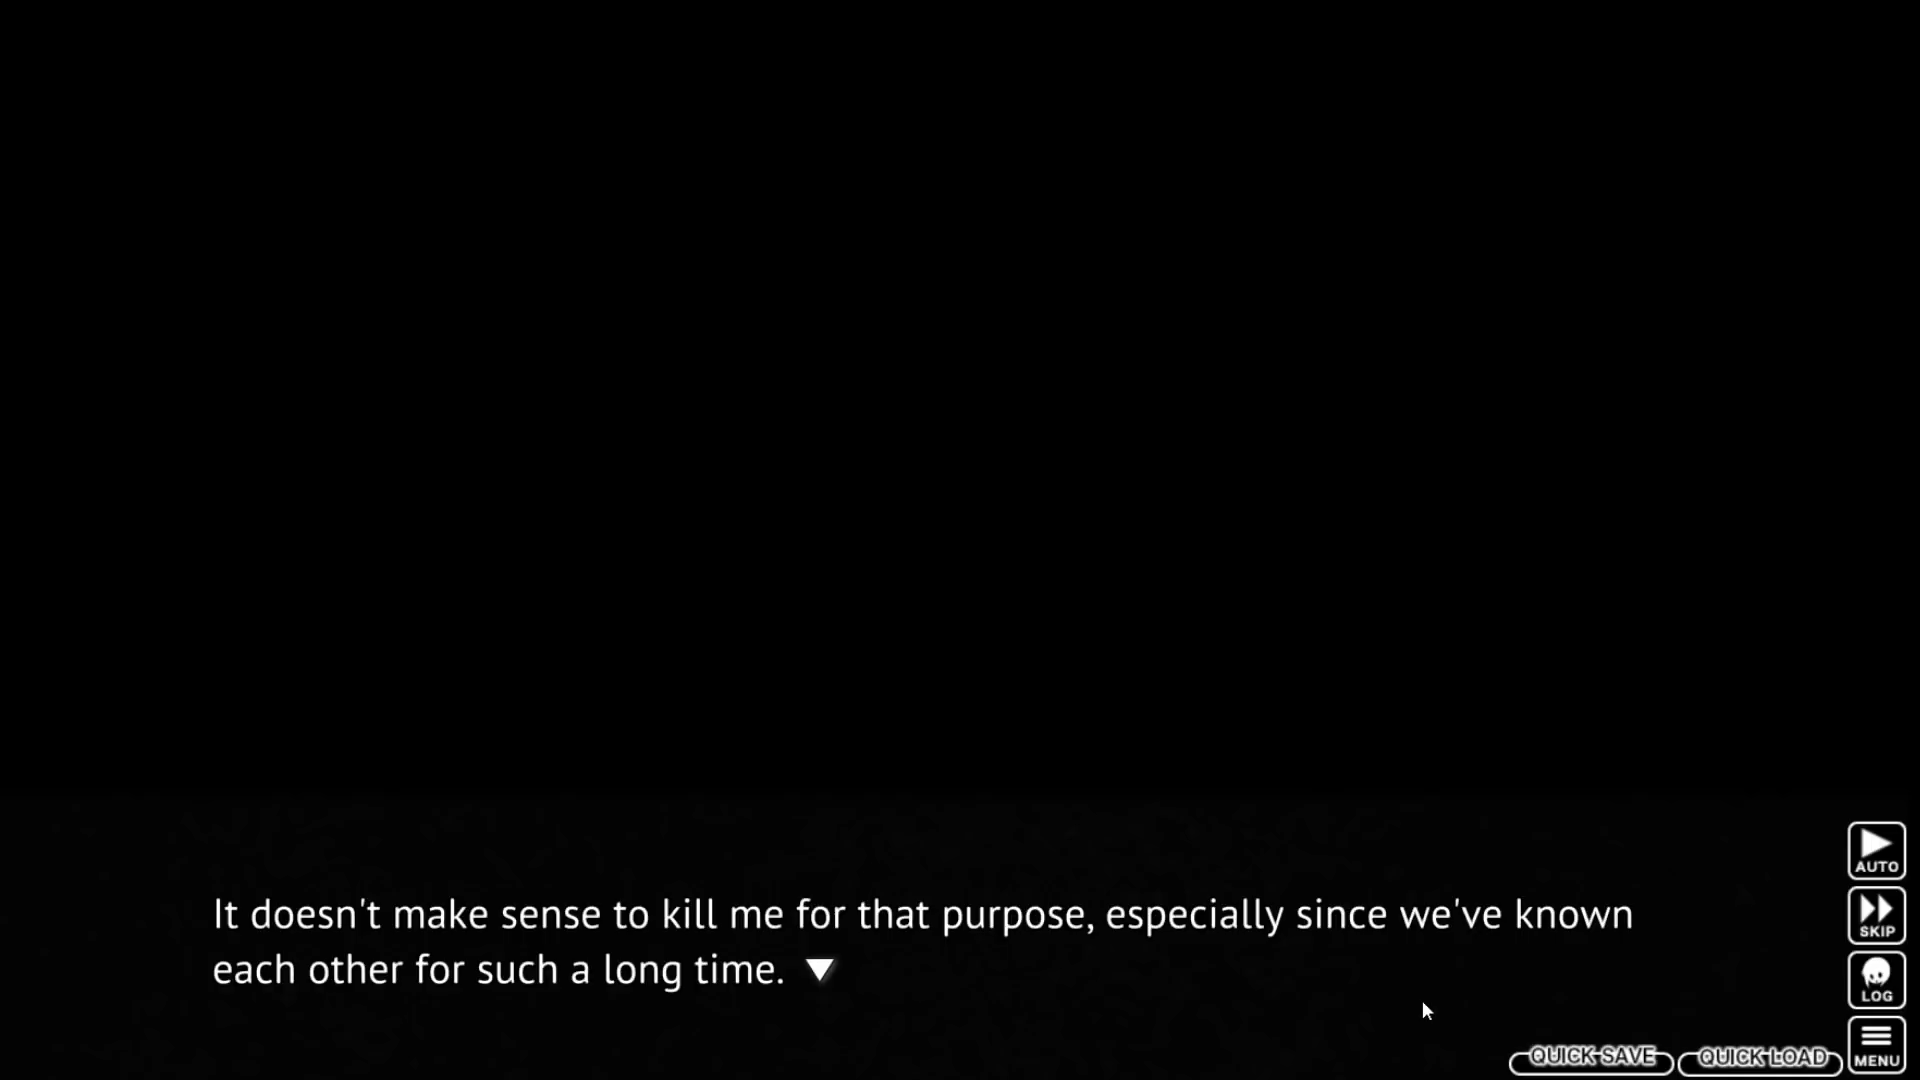 It doesn't make sense to kill me for that purpose, especially since we've known
each other for such a long time.
AUTO
SKIP
LOG
MENU
QUICK SAVE
QUICK LOAD